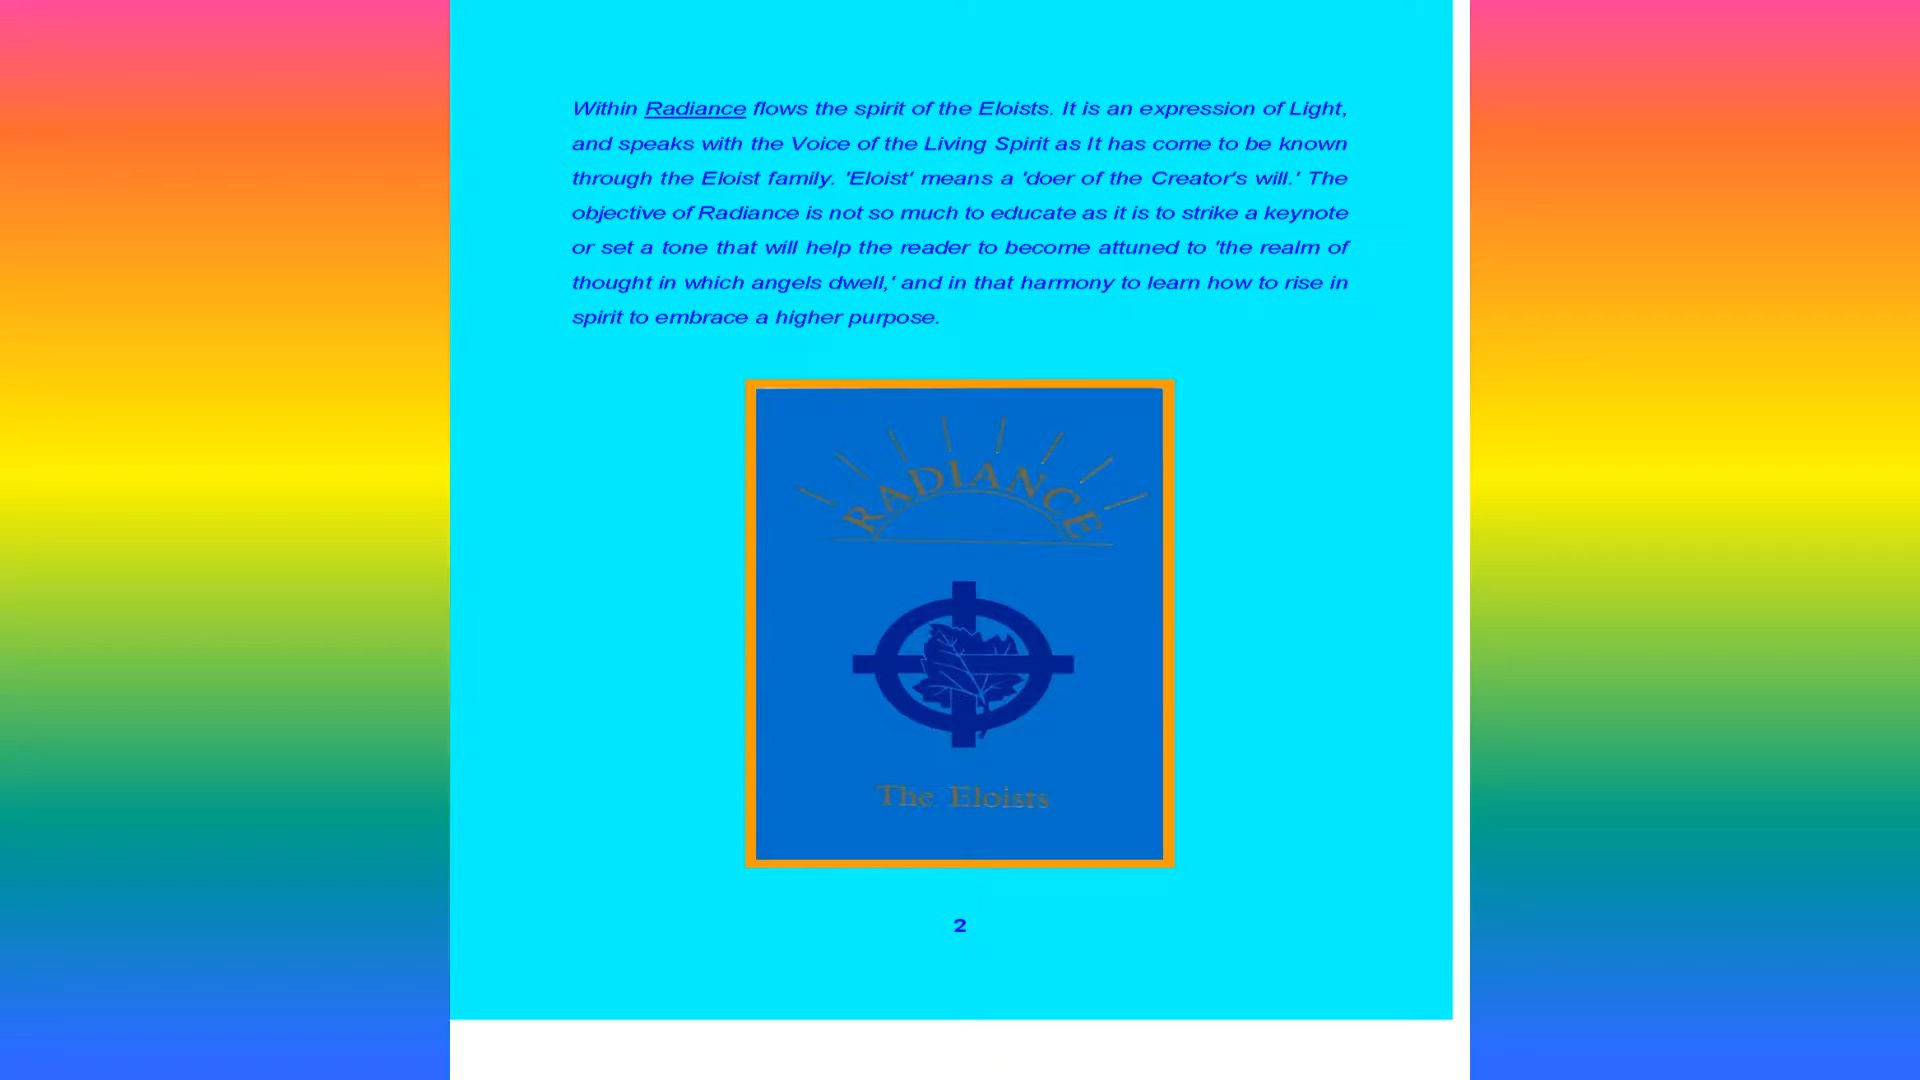 Within Radiance flows the spirit of the Eloists. It is an expression of Light,
and speaks with the Voice of the Living Spirit as It has come to be known
through the Eloist family. 'Eloist' means a 'doer of the Creator's will.' The
objective of Radiance is not so much to educate as it is to strike a keynote
or set a tone that will help the reader to become attuned to 'the realm of
thought in which angels dwell,' and in that harmony to learn how to rise in
spirit to embrace a higher purpose.
RADIANCE
The Eloists
2